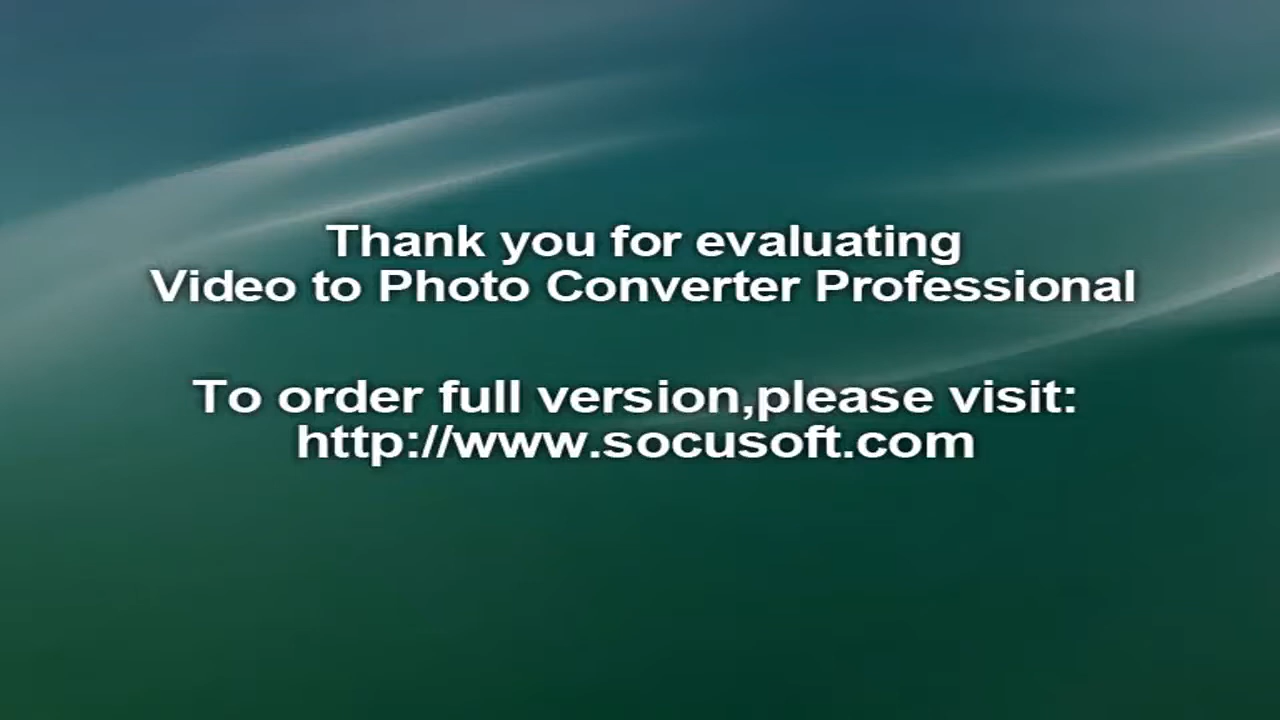 Thank you for evaluating
Video to Photo Converter Professional
To order full version,please visit:
http://www.socusoft.com